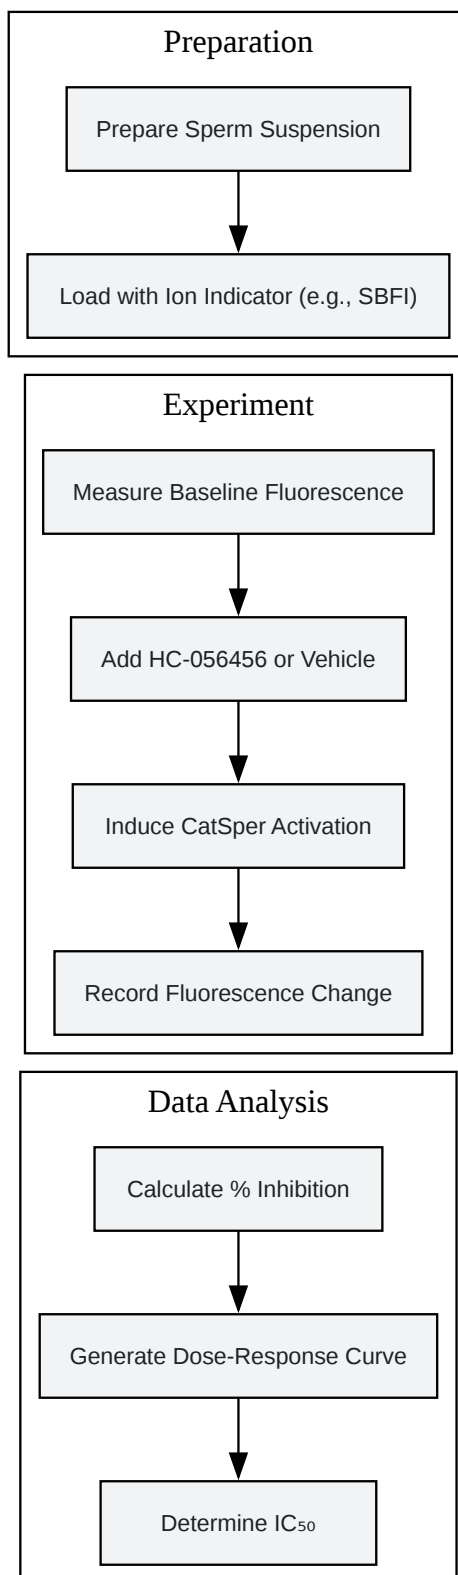 Preparation
Prepare Sperm Suspension
Load with Ion Indicator (e.g., SBFI)
Experiment
Measure Baseline Fluorescence
Add HC-056456 or Vehicle
Induce CatSper Activation
Record Fluorescence Change
Data Analysis
Calculate % Inhibition
Generate Dose-Response Curve
Determine IC₅₀